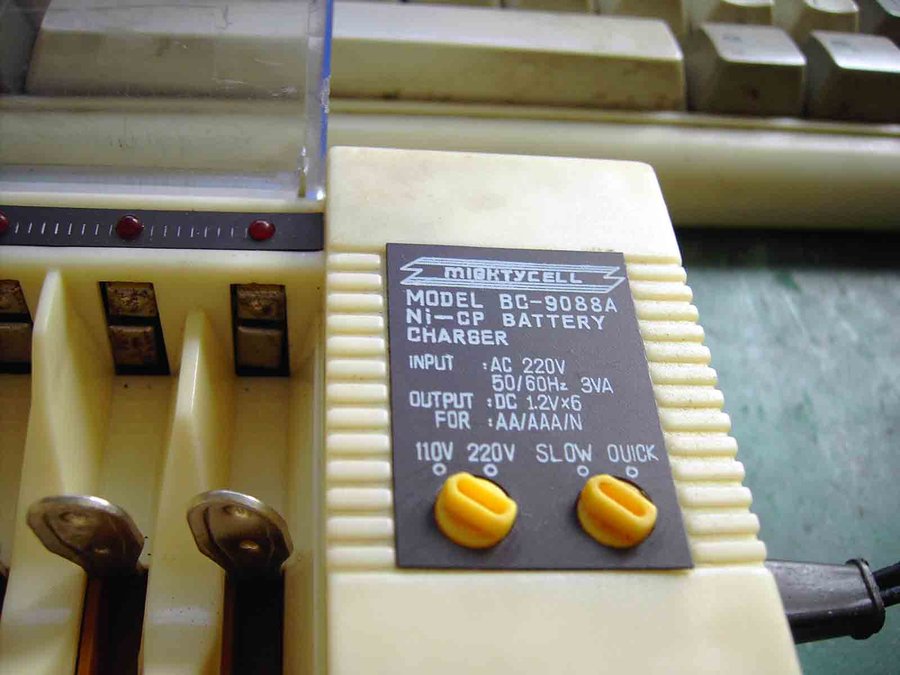 MIGHTYCELL
MODEL BC-9088A
Ni-CP BATTERY
CHARGER
INPUT :AC 220V
50/60Hz 3VA
OUTPUT :DC 1.2V×6
FOR :AA/AAA/N
110V 220V SLOW QUICK